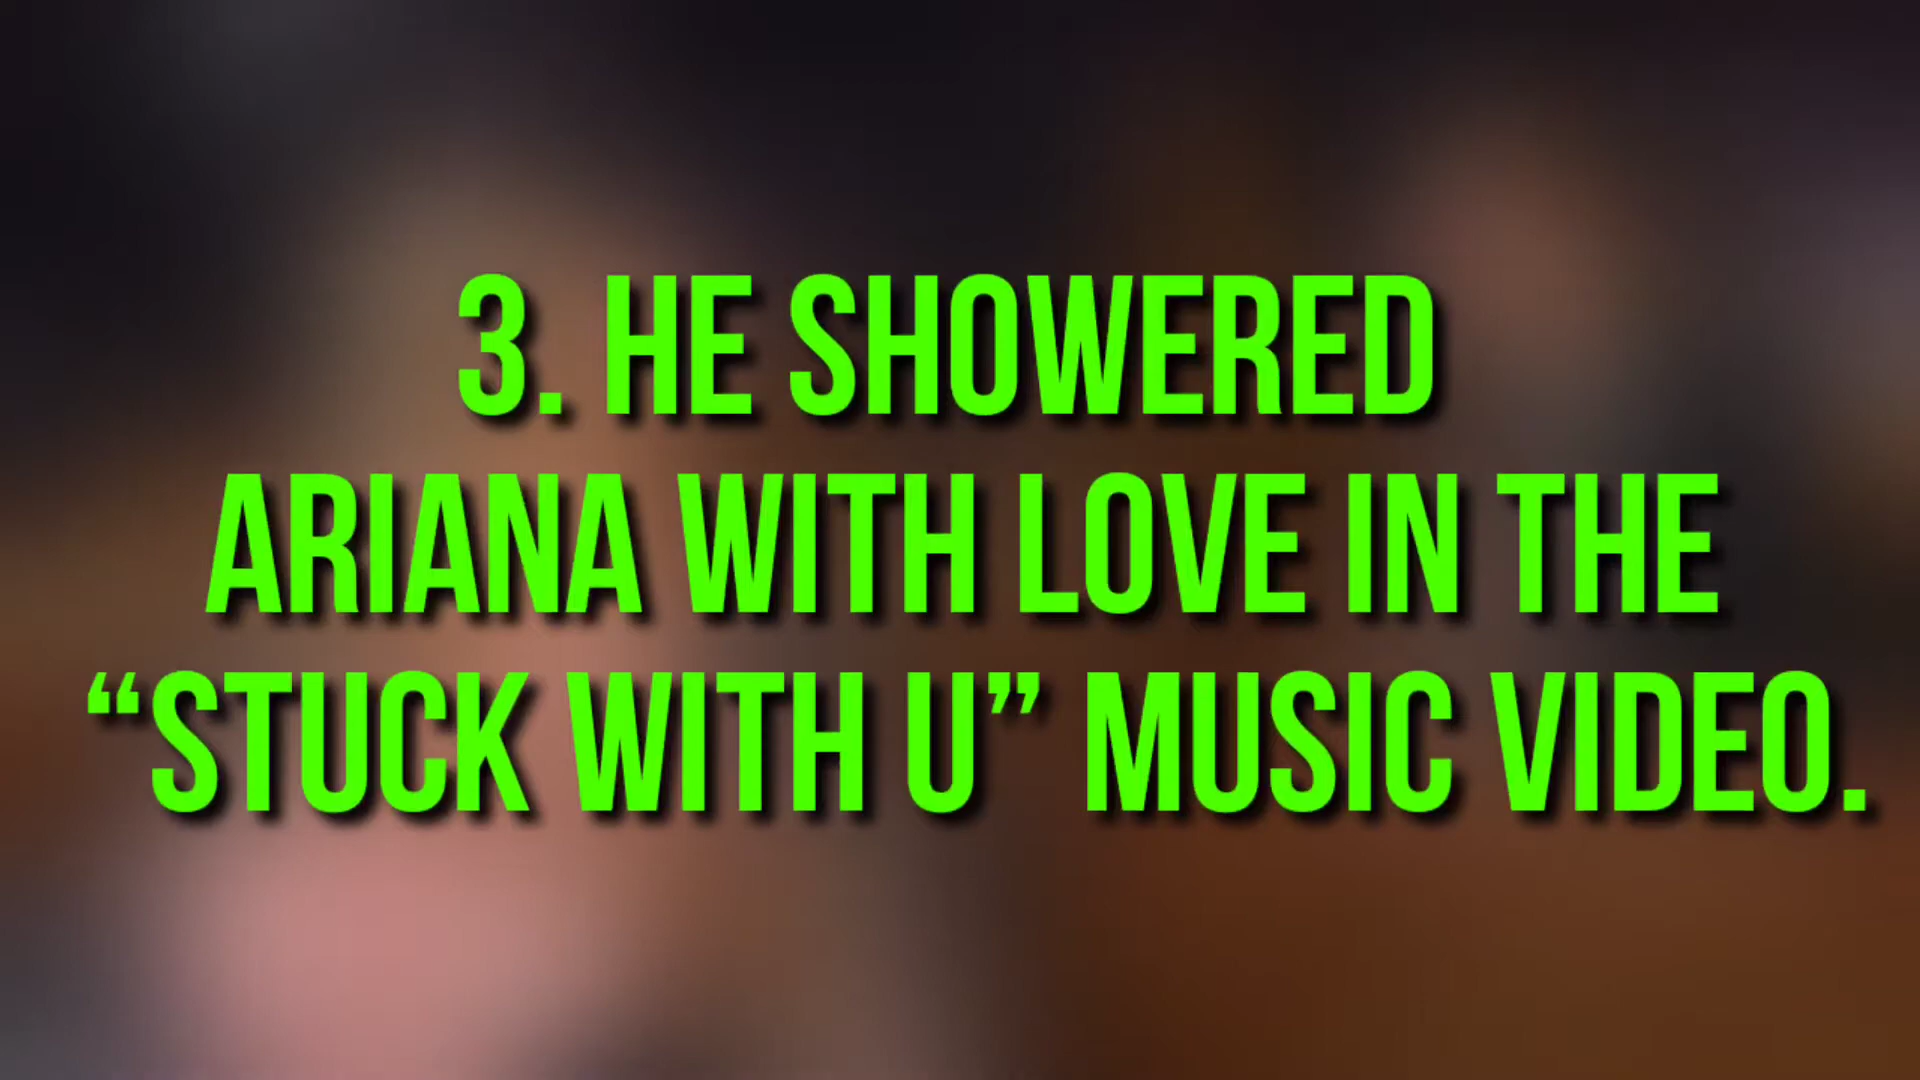 3. HE SHOWERED
ARIANA WITH LOVE IN THE
“STUCK WITH U” MUSIC VIDEO.